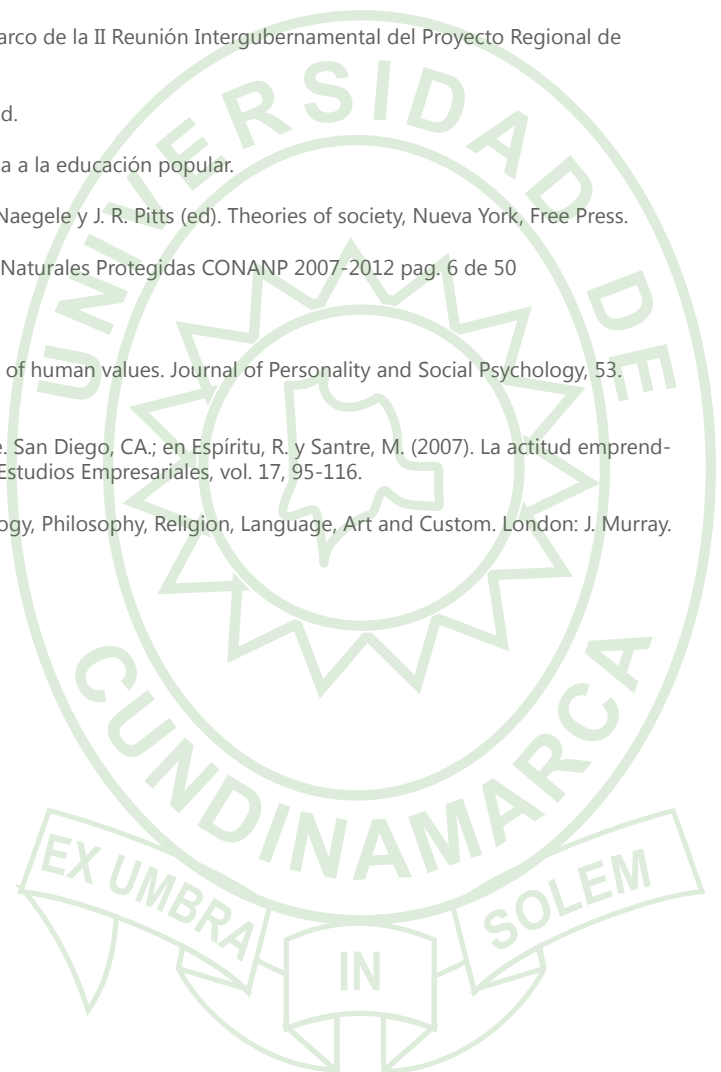 arco de la II Reunión Intergubernamental del Proyecto Regional de
d.
a a la educación popular.
Naegele y J. R. Pitts (ed). Theories of society, Nueva York, Free Press.
Naturales Protegidas CONANP 2007-2012 pag. 6 de 50
of human values. Journal of Personality and Social Psychology, 53.
e. San Diego, CA.; en Espíritu, R. y Santre, M. (2007). La actitud emprend-
Estudios Empresariales, vol. 17, 95-116.
ogy, Philosophy, Religion, Language, Art and Custom. London: J. Murray.
UNIVERSIDAD DE
CUNDINAMARCA
EX UMBRA
IN
SOLEM